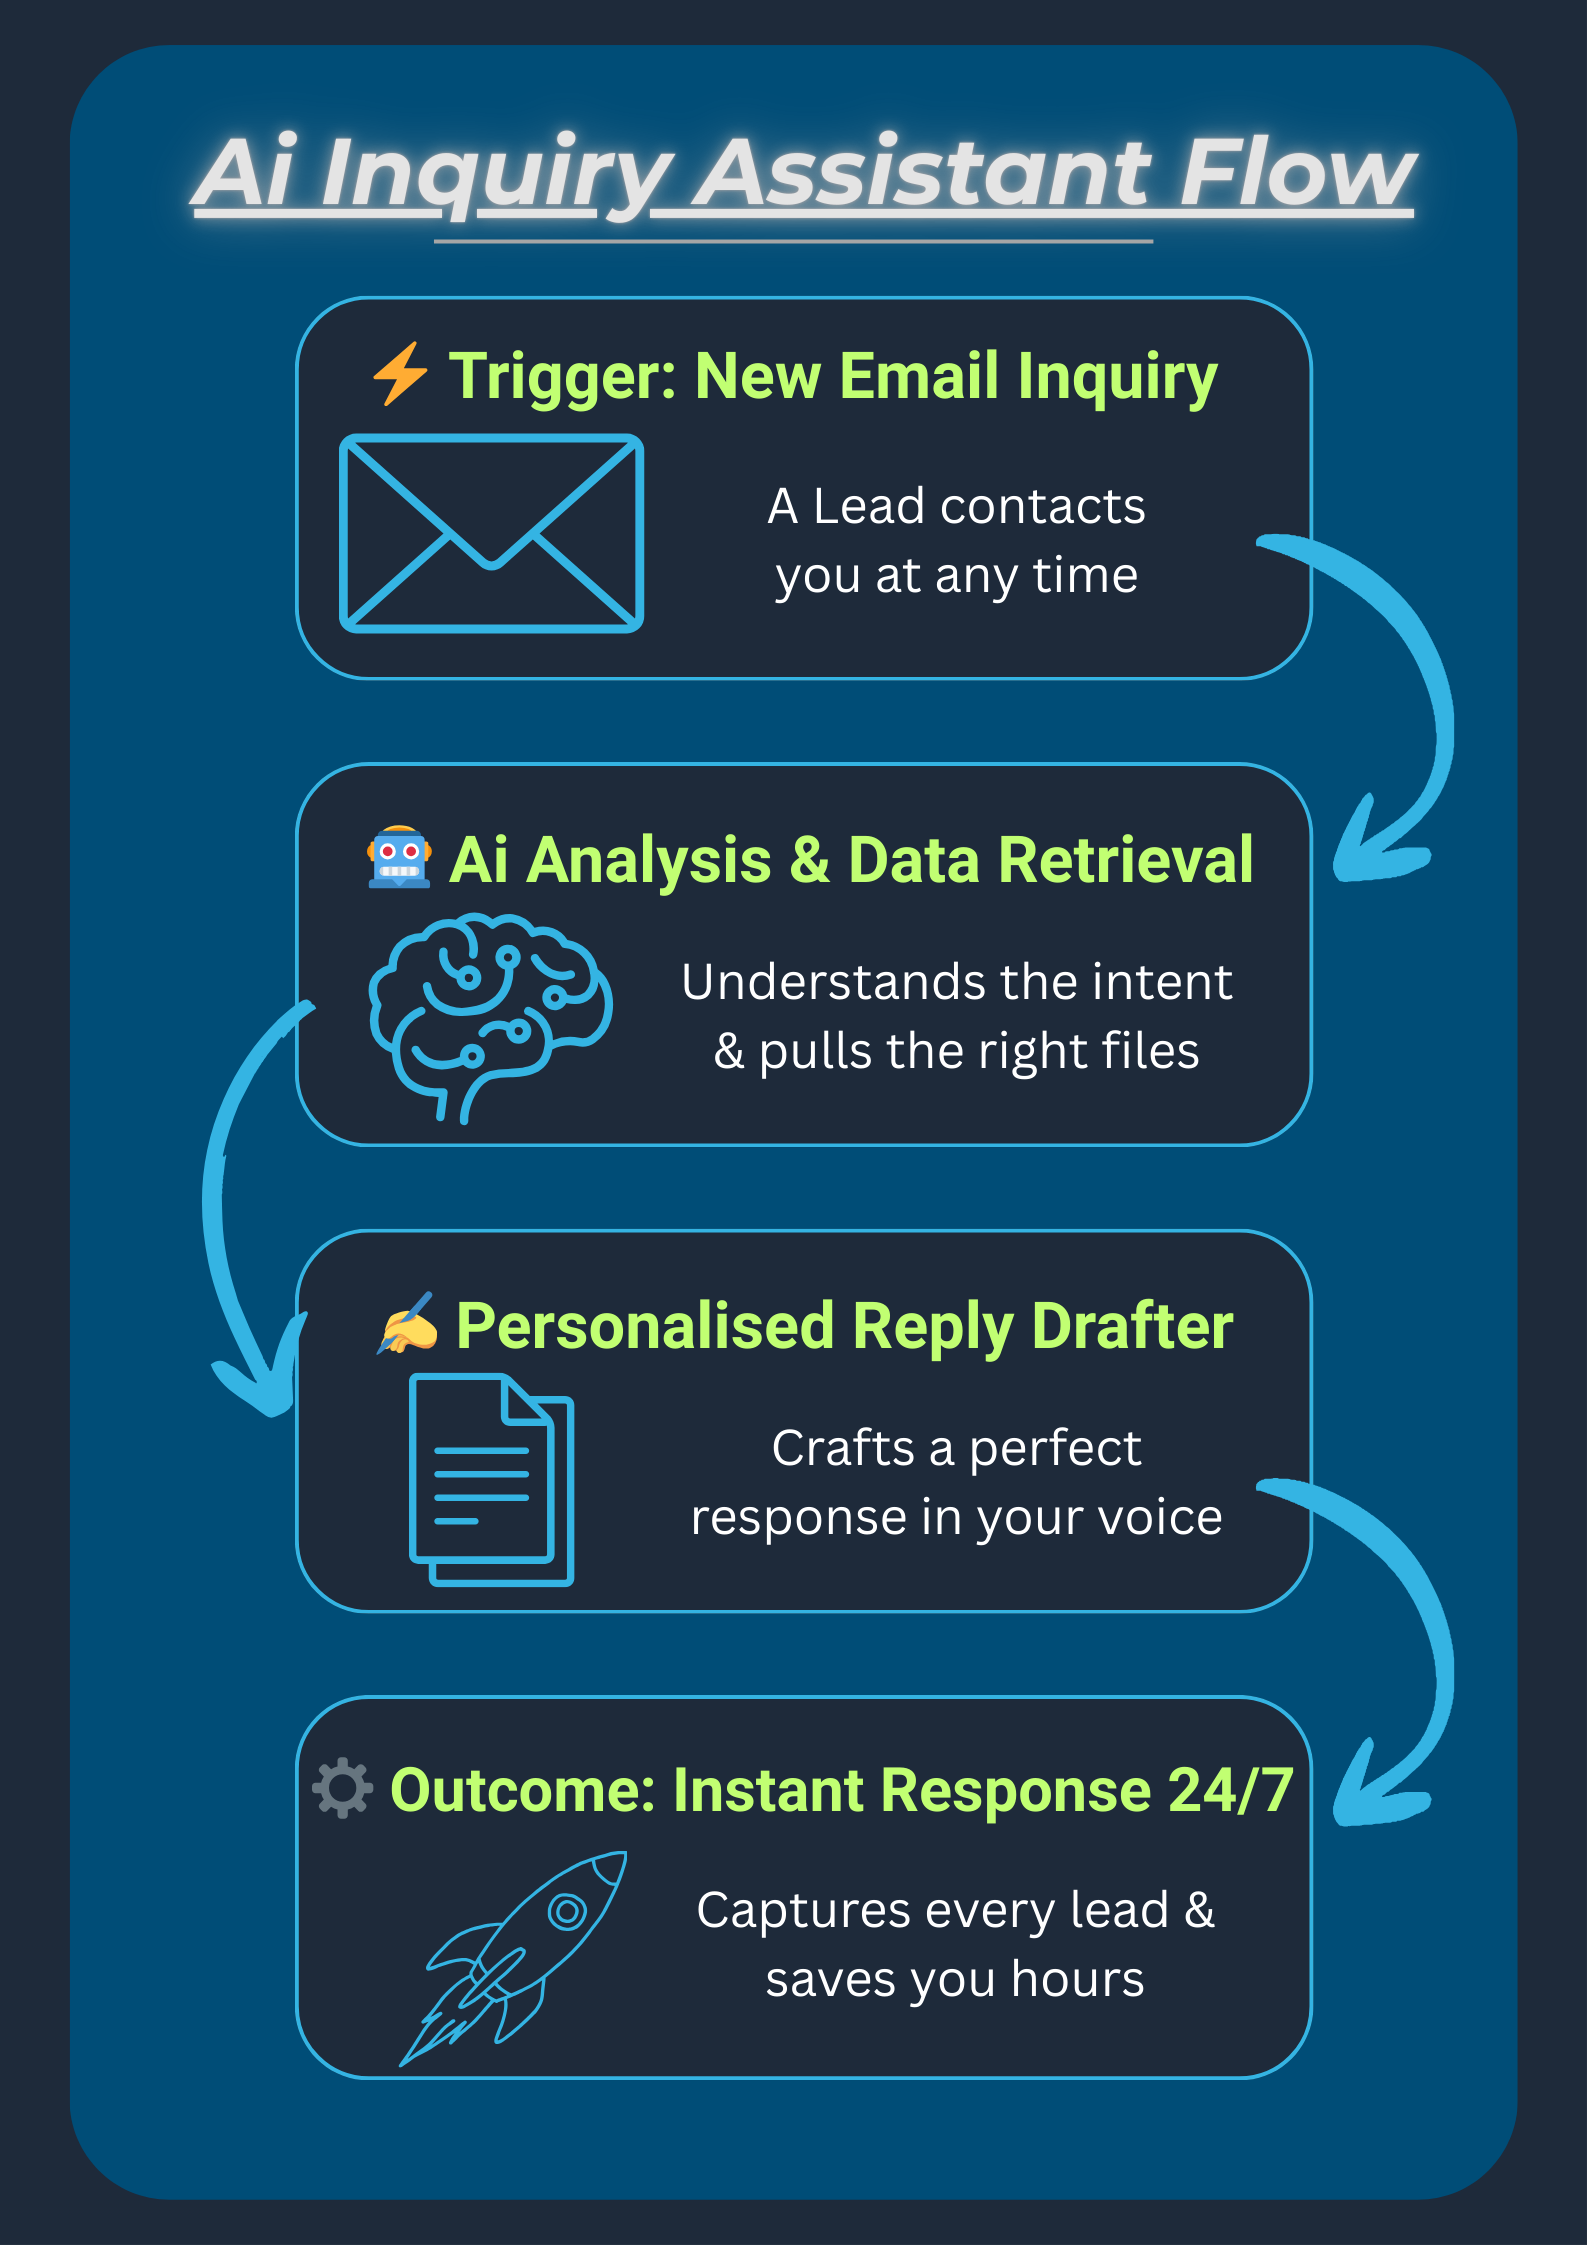 Ai Inquiry Assistant Flow
⚡ Trigger: New Email Inquiry
A Lead contacts
you at any time
🤖 Ai Analysis & Data Retrieval
Understands the intent
& pulls the right files
✍️ Personalised Reply Drafter
Crafts a perfect
response in your voice
⚙️ Outcome: Instant Response 24/7
Captures every lead &
saves you hours